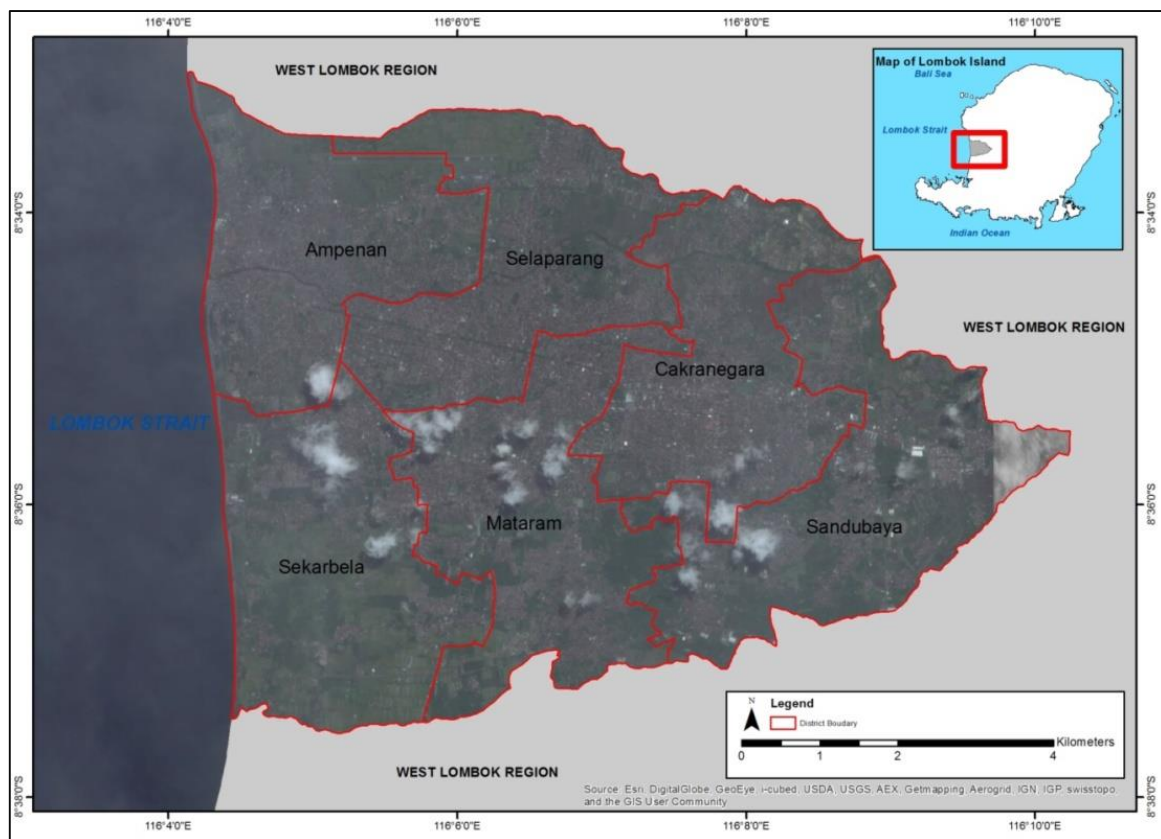 116°4'0"E
116°6'0"E
116°8'0"E
116°10'0"E
WEST LOMBOK REGION
Map of Lombok Island
Bali Sea
Lombok Strait
Indian Ocean
8°34'0"S
8°34'0"S
Ampenan
Selaparang
WEST LOMBOK REGION
Cakranegara
LOMBOK STRAIT
8°36'0"S
8°36'0"S
Mataram
Sandubaya
Sekarbela
N
Legend
District Boudary
Kilometers
0
1
2
4
WEST LOMBOK REGION
Source: Esri, DigitalGlobe, GeoEye, i-cubed, USDA, USGS, AEX, Getmapping, Aerogrid, IGN, IGP, swisstopo,
and the GIS User Community
8°38'0"S
8°38'0"S
116°4'0"E
116°6'0"E
116°8'0"E
116°10'0"E